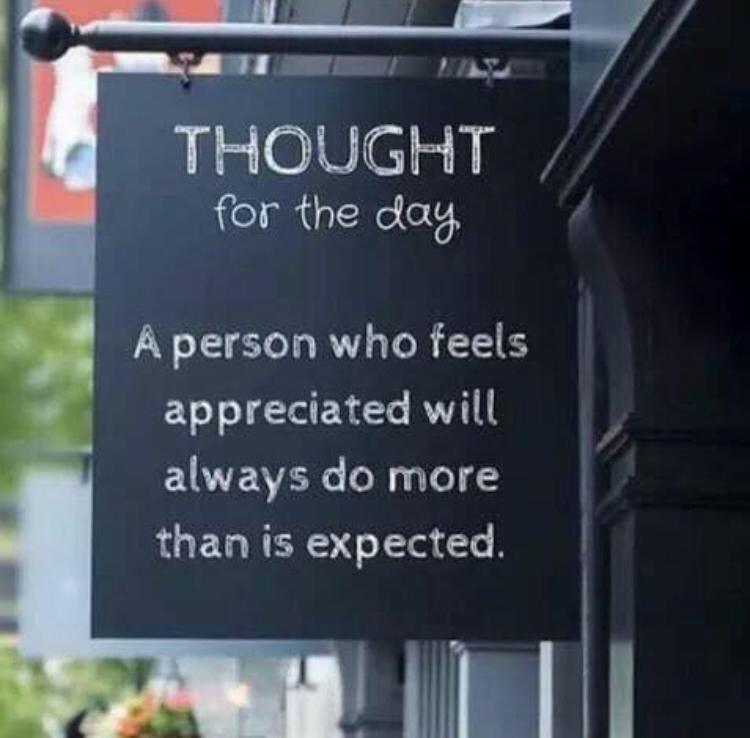 THOUGHT
for the day
A person who feels
appreciated will
always do more
than is expected.